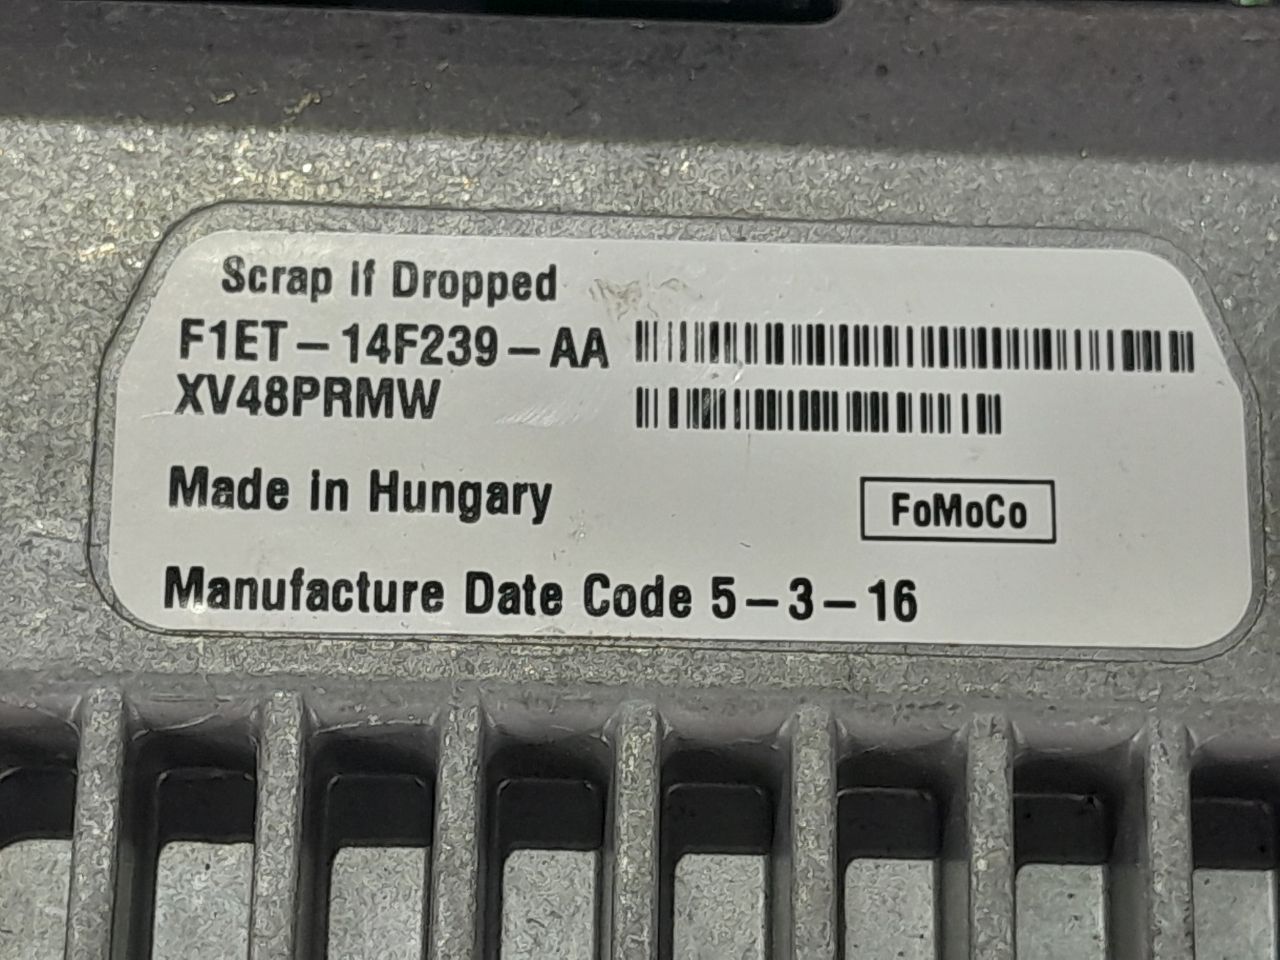 Scrap if Dropped
F1ET-14F239-AA
XV48PRMW
Made in Hungary
FoMoCo
Manufacture Date Code 5-3-16